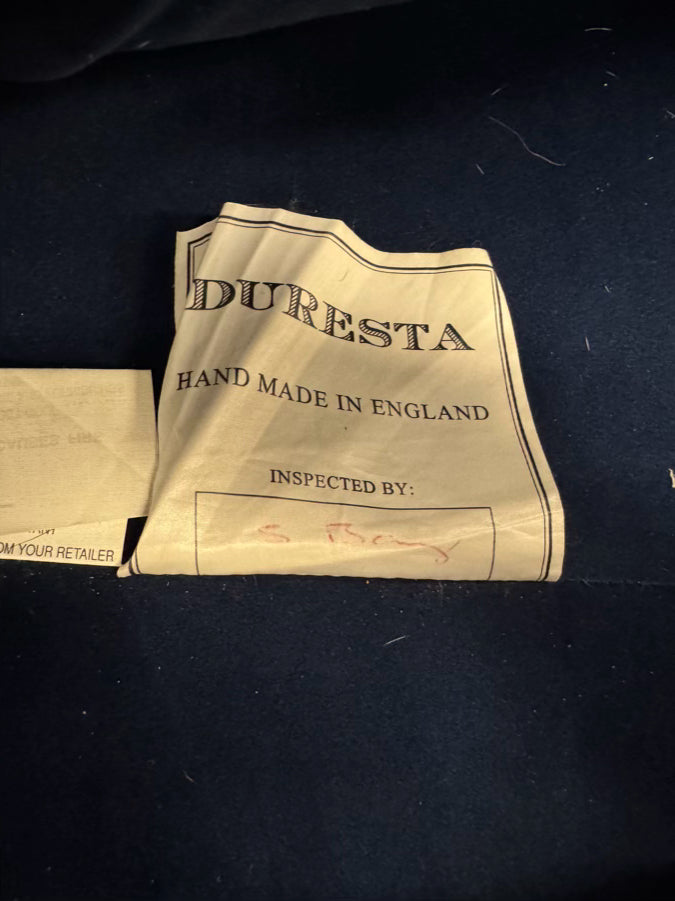 DURESTA
HAND MADE IN ENGLAND
INSPECTED BY:
OM YOUR RETAILER